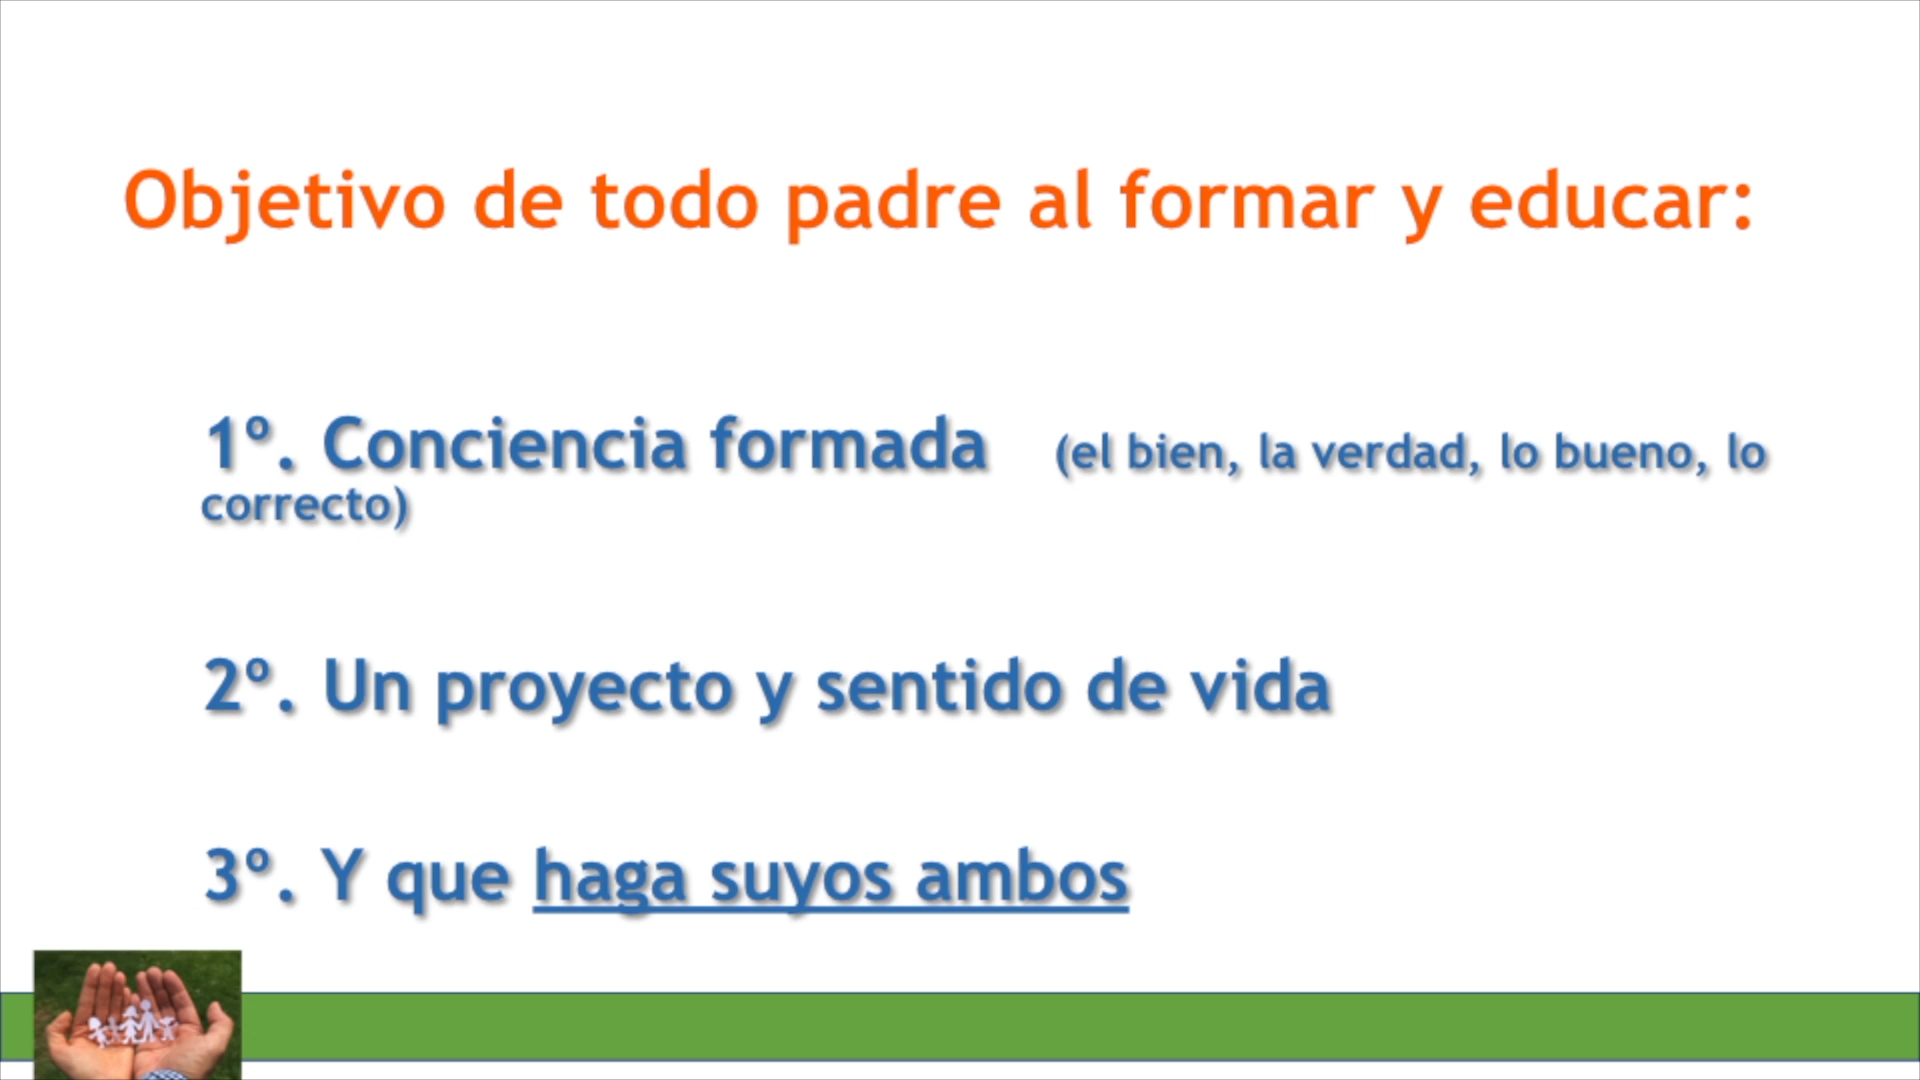 Objetivo de todo padre al formar y educar:
1º. Conciencia formada (el bien, la verdad, lo bueno, lo
correcto)
2º. Un proyecto y sentido de vida
3º. Y que haga suyos ambos